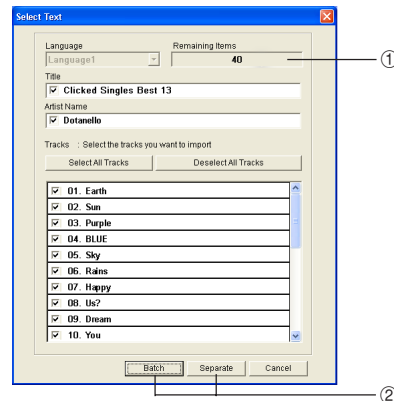 Select Text
Language Remaining Items
Language1 40
①
Title
Clicked Singles Best 13
Artist Name
Dotanello
Tracks : Select the tracks you want to import
Select All Tracks Deselect All Tracks
01. Earth
02. Sun
03. Purple
04. BLUE
05. Sky
06. Rains
07. Happy
08. Us?
09. Dream
10. You
Batch Separate Cancel
②